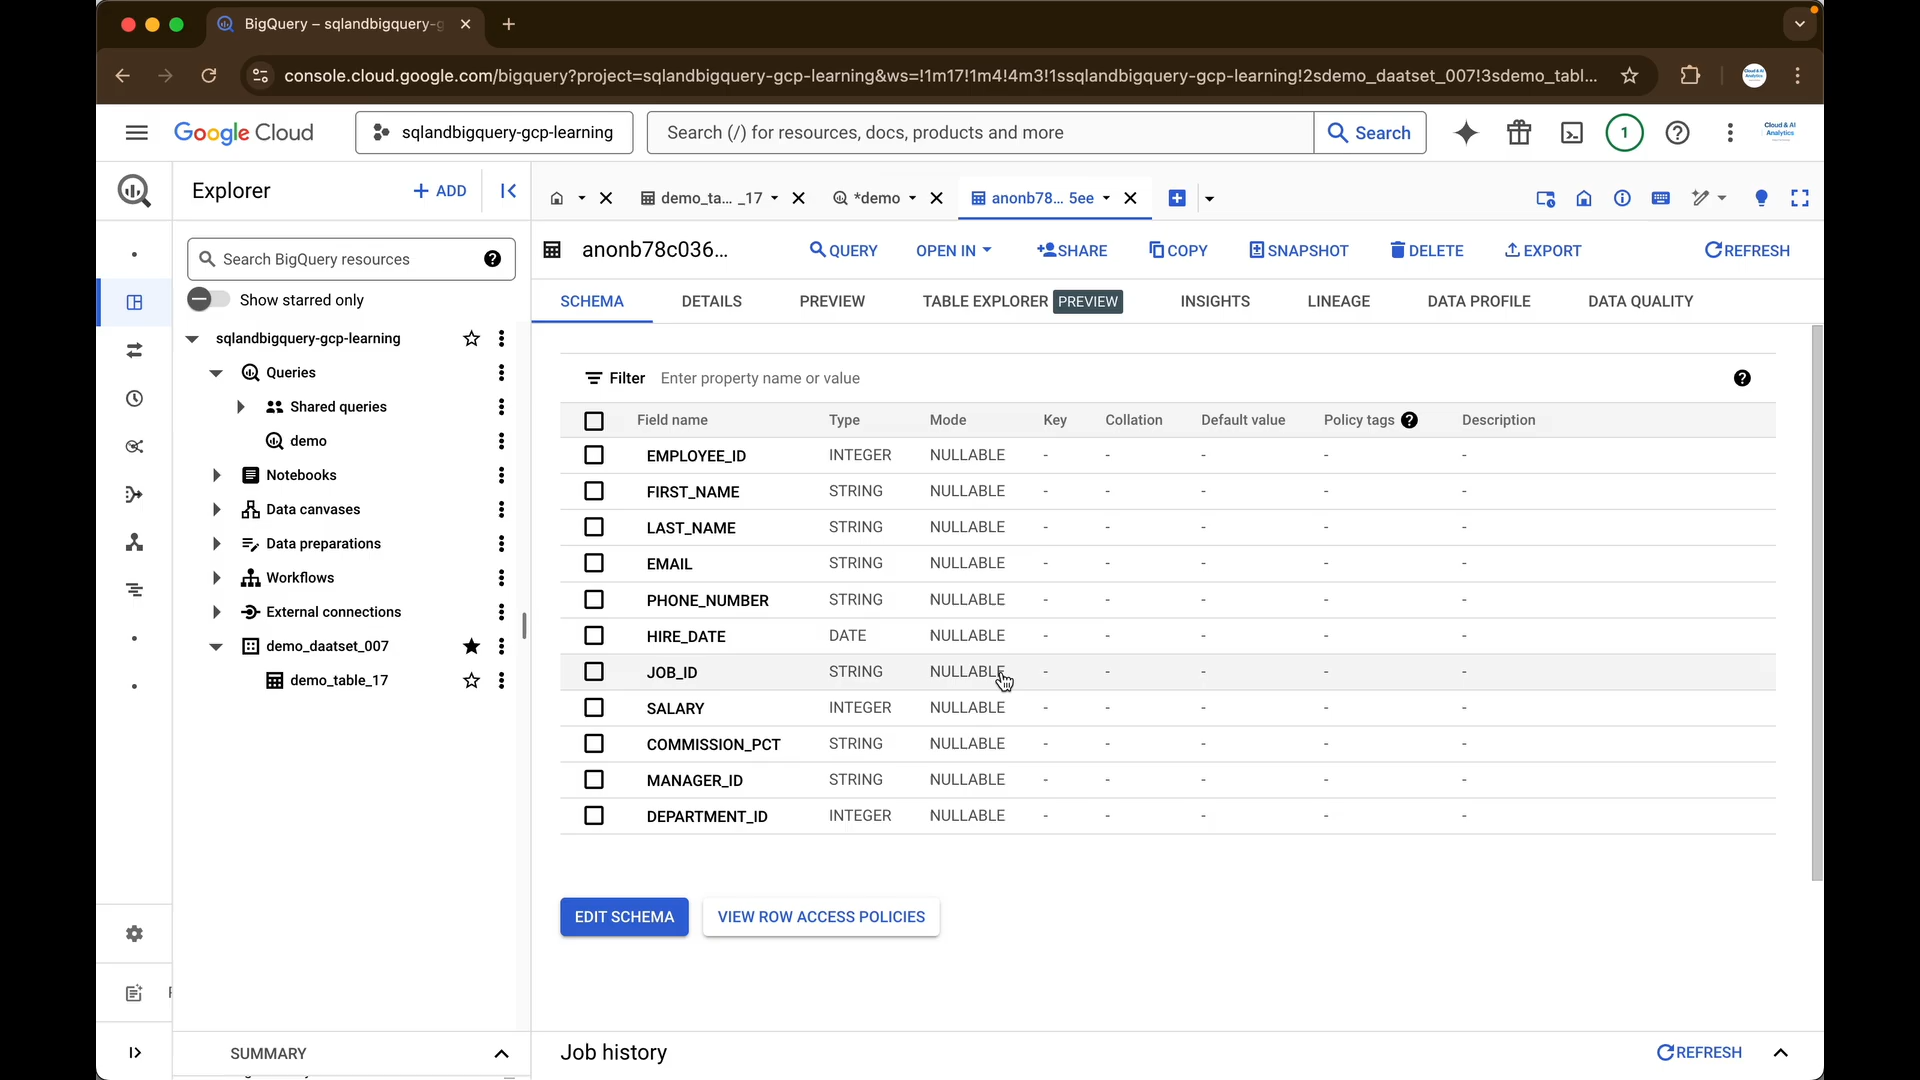 BigQuery – sqlandbigquery-g
console.cloud.google.com/bigquery?project=sqlandbigquery-gcp-learning&ws=!1m17!1m4!4m3!1ssqlandbigquery-gcp-learning!2sdemo_daatset_007!3sdemo_tabl...
Google Cloud
sqlandbigquery-gcp-learning
Search (/) for resources, docs, products and more
Search
1
Cloud & AI
Analytics
Explorer
+ ADD
demo_ta... _17
*demo
anonb78... 5ee
Search BigQuery resources
Show starred only
sqlandbigquery-gcp-learning
Queries
Shared queries
demo
Notebooks
Data canvases
Data preparations
Workflows
External connections
demo_daatset_007
demo_table_17
SUMMARY
anonb78c036...
QUERY
OPEN IN
SHARE
COPY
SNAPSHOT
DELETE
EXPORT
REFRESH
SCHEMA
DETAILS
PREVIEW
TABLE EXPLORER PREVIEW
INSIGHTS
LINEAGE
DATA PROFILE
DATA QUALITY
Filter Enter property name or value
Field name Type Mode Key Collation Default value Policy tags Description
EMPLOYEE_ID INTEGER NULLABLE - - - - -
FIRST_NAME STRING NULLABLE - - - - -
LAST_NAME STRING NULLABLE - - - - -
EMAIL STRING NULLABLE - - - - -
PHONE_NUMBER STRING NULLABLE - - - - -
HIRE_DATE DATE NULLABLE - - - - -
JOB_ID STRING NULLABLE - - - - -
SALARY INTEGER NULLABLE - - - - -
COMMISSION_PCT STRING NULLABLE - - - - -
MANAGER_ID STRING NULLABLE - - - - -
DEPARTMENT_ID INTEGER NULLABLE - - - - -
EDIT SCHEMA
VIEW ROW ACCESS POLICIES
Job history
REFRESH